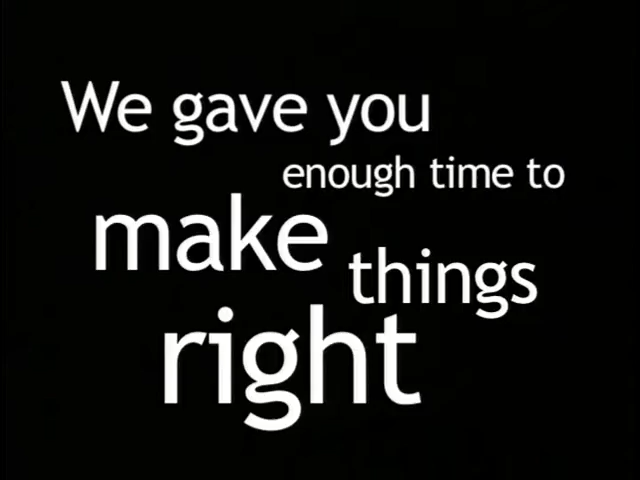 We gave you
enough time to
make
things
right